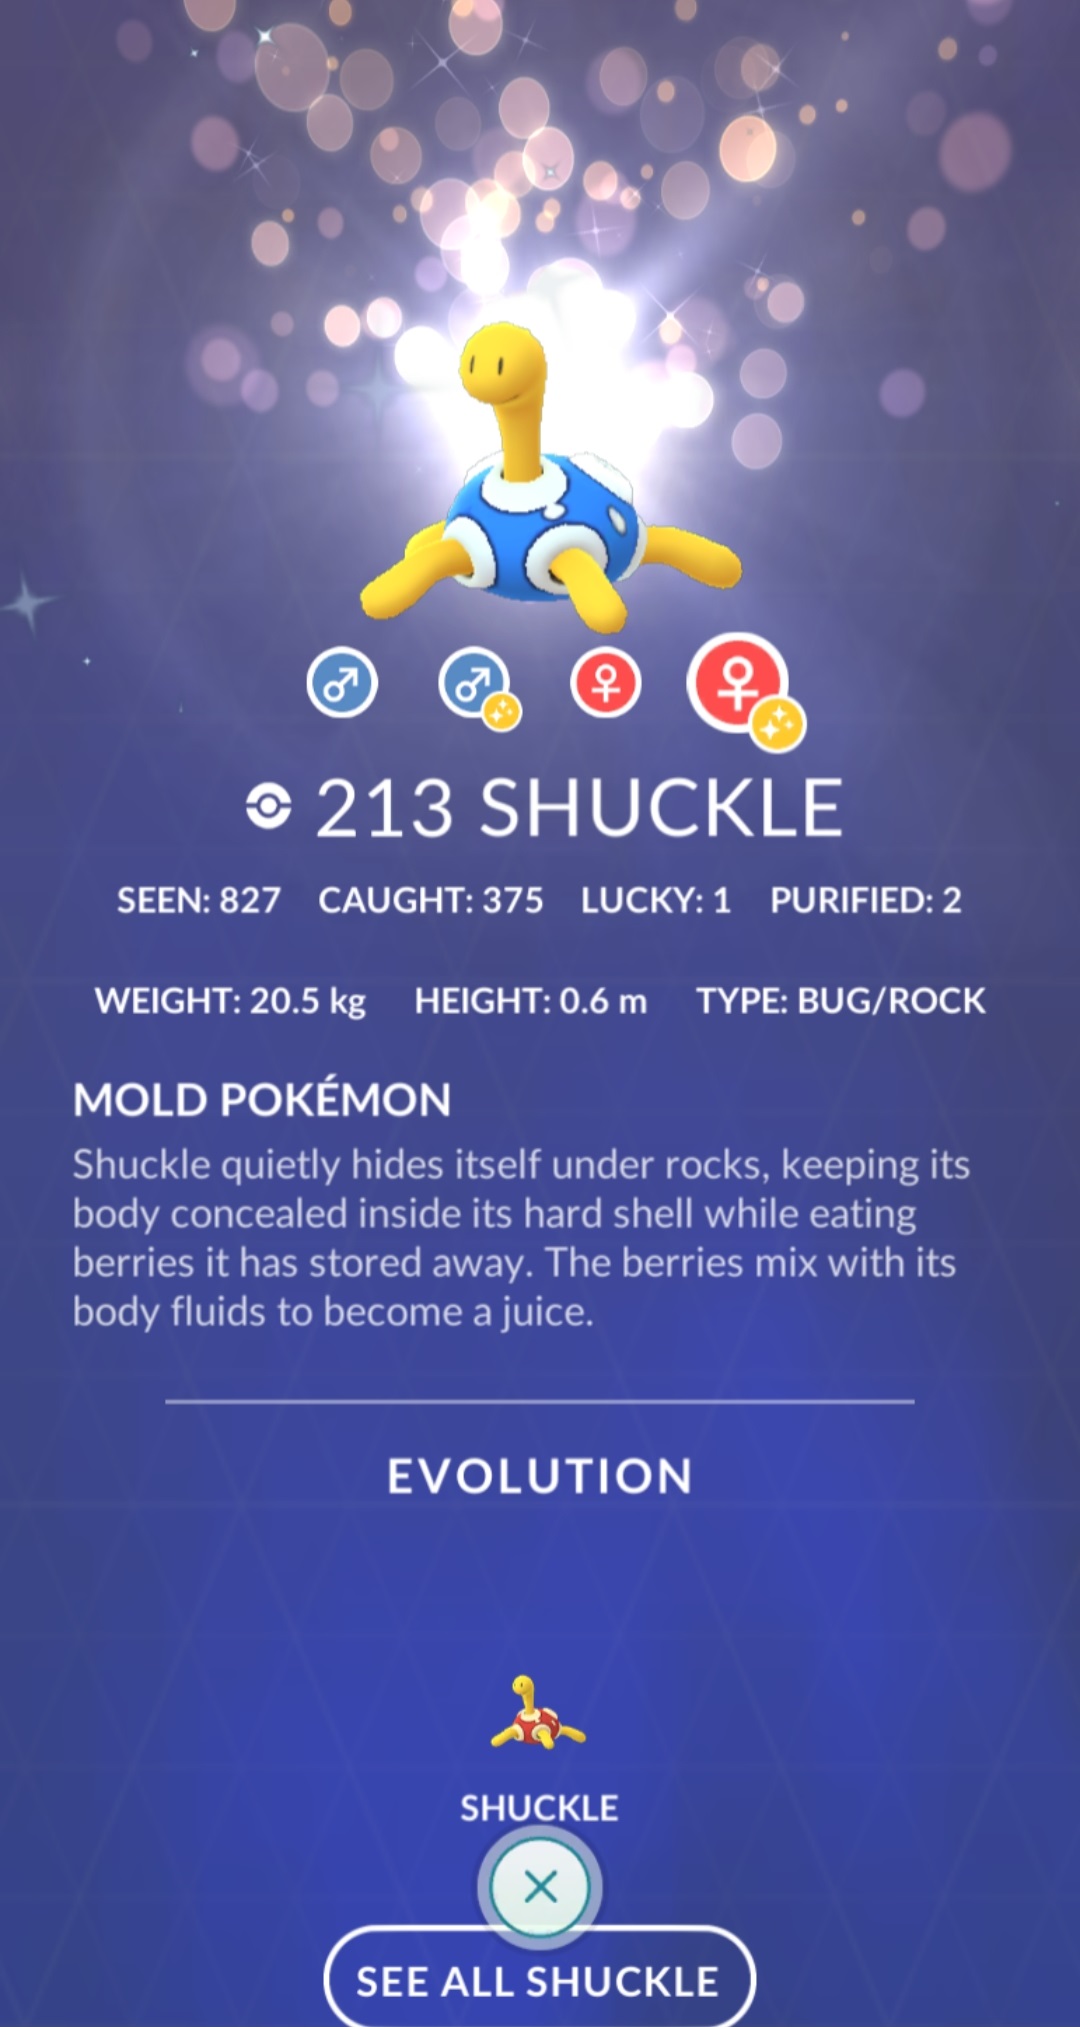 213 SHUCKLE
SEEN: 827 CAUGHT: 375 LUCKY: 1 PURIFIED: 2
WEIGHT: 20.5 kg HEIGHT: 0.6 m TYPE: BUG/ROCK
MOLD POKÉMON
Shuckle quietly hides itself under rocks, keeping its
body concealed inside its hard shell while eating
berries it has stored away. The berries mix with its
body fluids to become a juice.
EVOLUTION
SHUCKLE
SEE ALL SHUCKLE